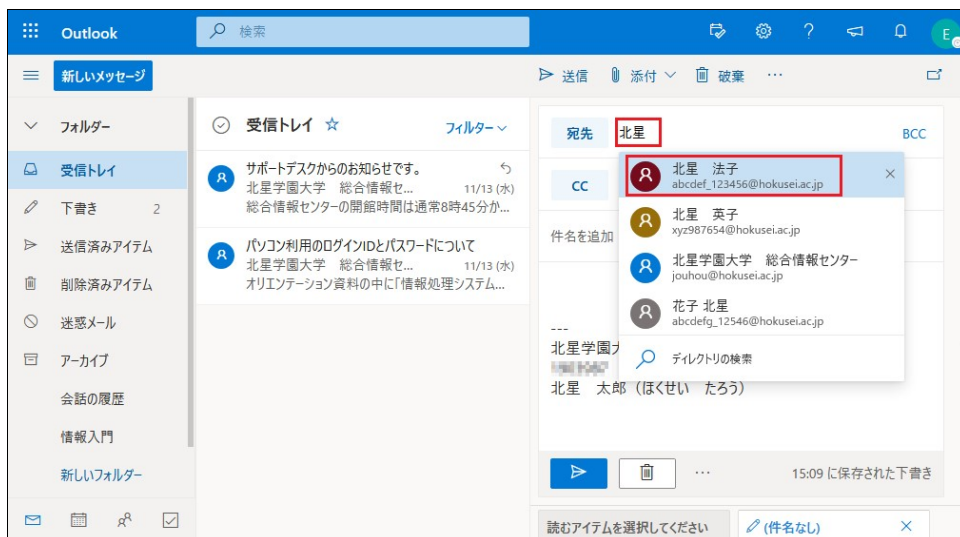 Outlook
検索
E
新しいメッセージ
送信 添付 破棄 …
フォルダー
受信トレイ
下書き 2
送信済みアイテム
削除済みアイテム
迷惑メール
アーカイブ
会話の履歴
情報入門
新しいフォルダー
受信トレイ
フィルター
サポートデスクからのお知らせです。
北星学園大学 総合情報セ... 11/13 (水)
総合情報センターの開館時間は通常8時45分か...
パソコン利用のログインIDとパスワードについて
北星学園大学 総合情報セ... 11/13 (水)
オリエンテーション資料の中に「情報処理システム...
宛先 北星 BCC
CC
北星 法子
abcdef_123456@hokusei.ac.jp
北星 英子
xyz987654@hokusei.ac.jp
北星学園大学 総合情報センター
jouhou@hokusei.ac.jp
花子 北星
abcdefg_12546@hokusei.ac.jp
ディレクトリの検索
件名を追加
---
北星学園
北星 太郎（ほくせい たろう）
… 15:09 に保存された下書き
読むアイテムを選択してください
(件名なし)